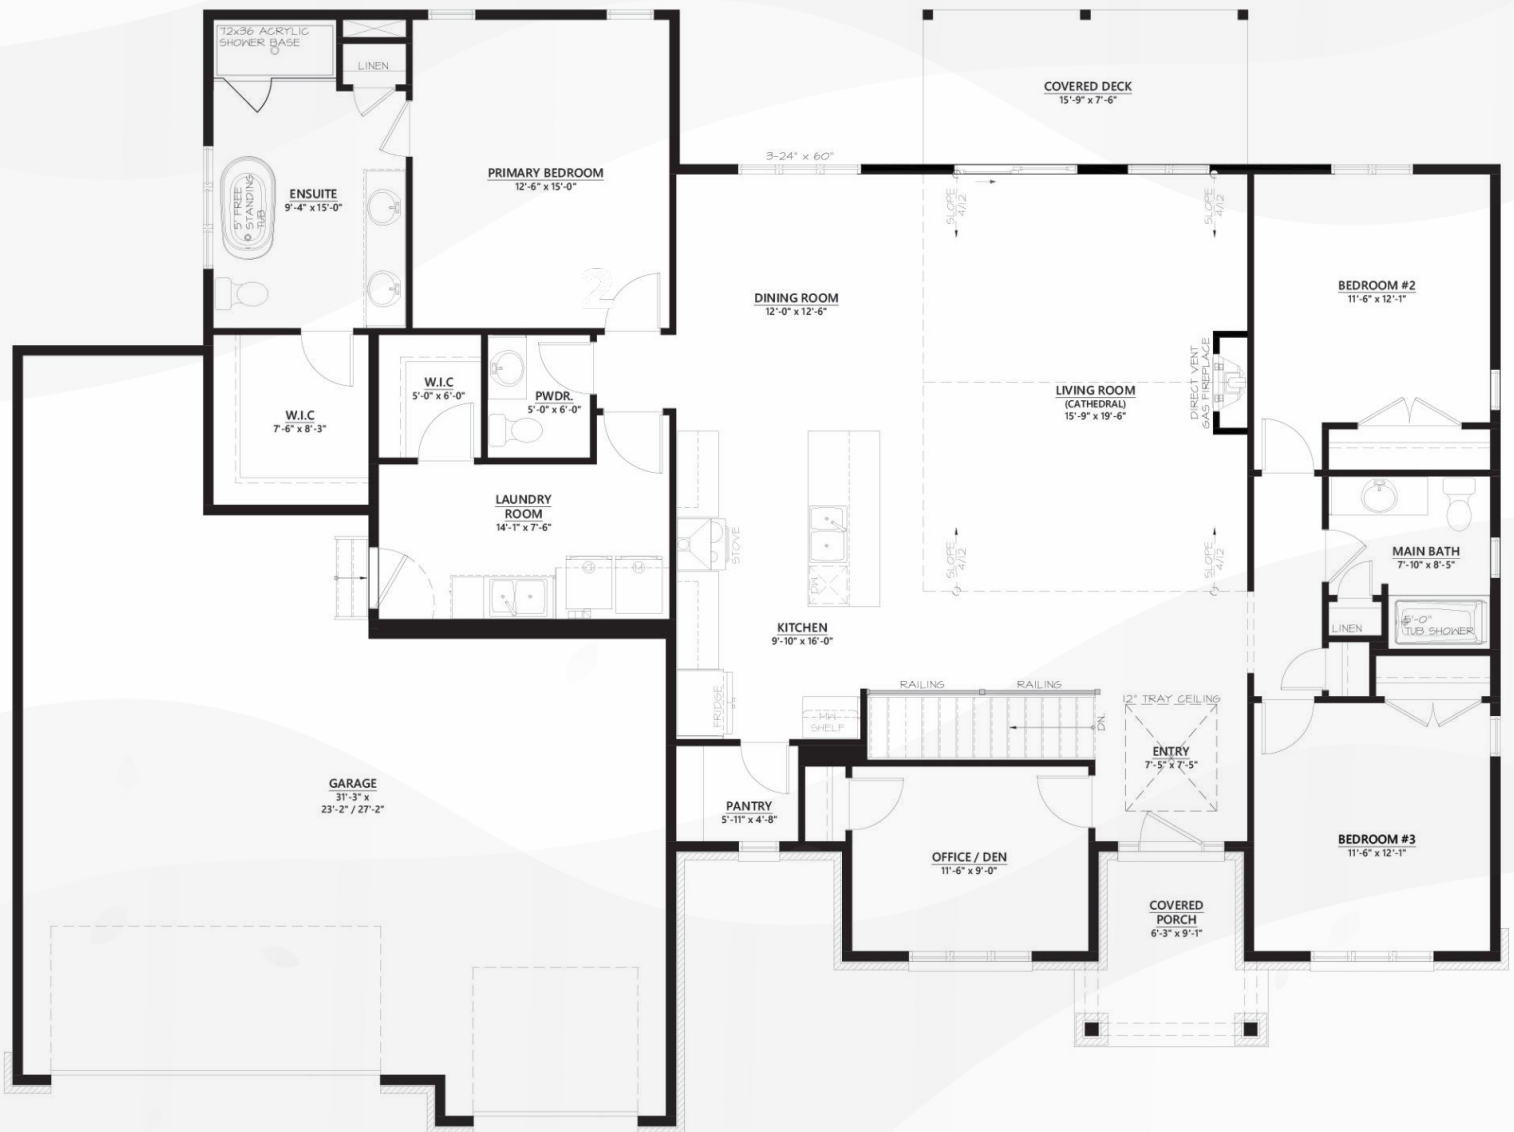 72x36 ACRYLIC
SHOWER BASE
LINEN
COVERED DECK
15'-9" x 7'-6"
3-24" x 60"
PRIMARY BEDROOM
12'-6" x 15'-0"
ENSUITE
9'-4" x 15'-0"
5' FREE
STANDING
TUB
SLOPE
4/12
SLOPE
4/12
2
DINING ROOM
12'-0" x 12'-6"
BEDROOM #2
11'-6" x 12'-1"
W.I.C
7'-6" x 8'-3"
W.I.C
5'-0" x 6'-0"
PWDR.
5'-0" x 6'-0"
LIVING ROOM
(CATHEDRAL)
15'-9" x 19'-6"
DIRECT VENT
GAS FIREPLACE
LAUNDRY
ROOM
14'-1" x 7'-6"
STOVE
DW
SLOPE
4/12
SLOPE
4/12
MAIN BATH
7'-10" x 8'-5"
LINEN
5'-0"
TUB SHOWER
KITCHEN
9'-10" x 16'-0"
FRIDGE
MW
SHELF
RAILING
RAILING
DN.
12" TRAY CEILING
ENTRY
7'-5" x 7'-5"
GARAGE
31'-3" x
23'-2" / 27'-2"
PANTRY
5'-11" x 4'-8"
OFFICE / DEN
11'-6" x 9'-0"
BEDROOM #3
11'-6" x 12'-1"
COVERED
PORCH
6'-3" x 9'-1"